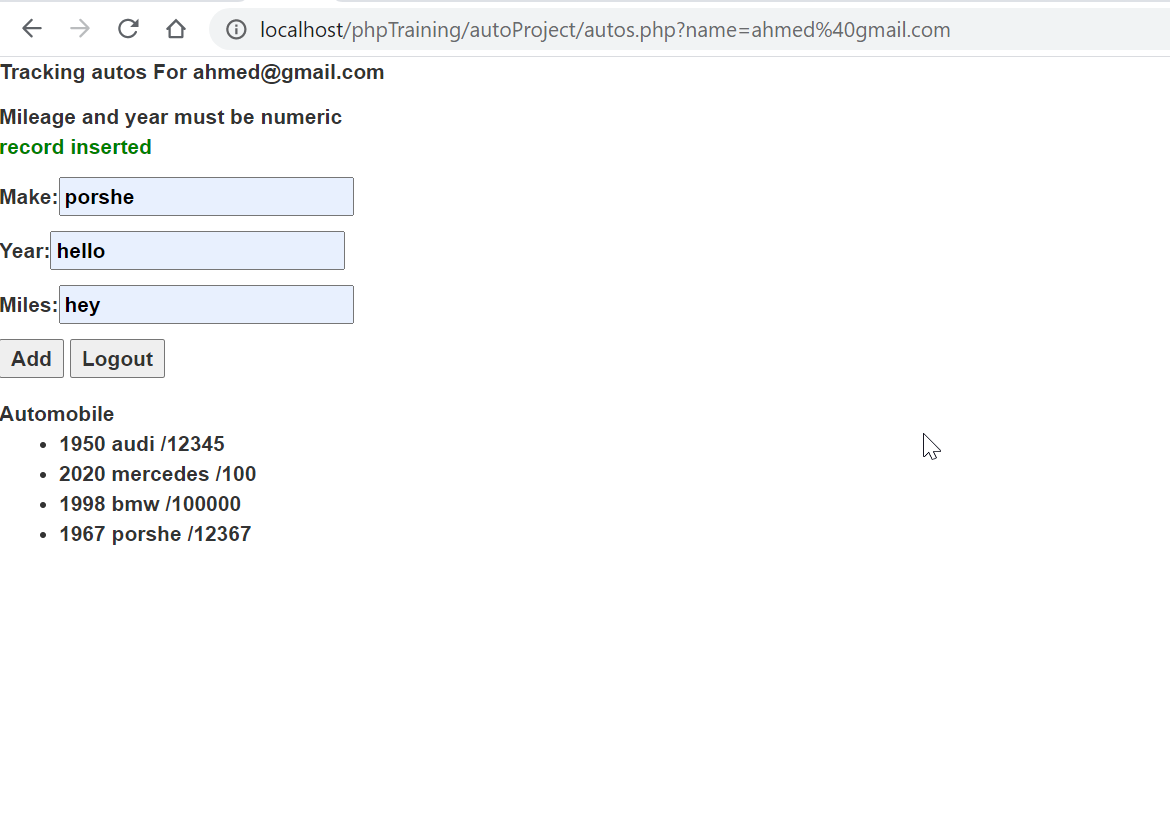 localhost/phpTraining/autoProject/autos.php?name=ahmed%40gmail.com
Tracking autos For ahmed@gmail.com
Mileage and year must be numeric
record inserted
Make: porshe
Year: hello
Miles: hey
Add Logout
Automobile
• 1950 audi /12345
• 2020 mercedes /100
• 1998 bmw /100000
• 1967 porshe /12367